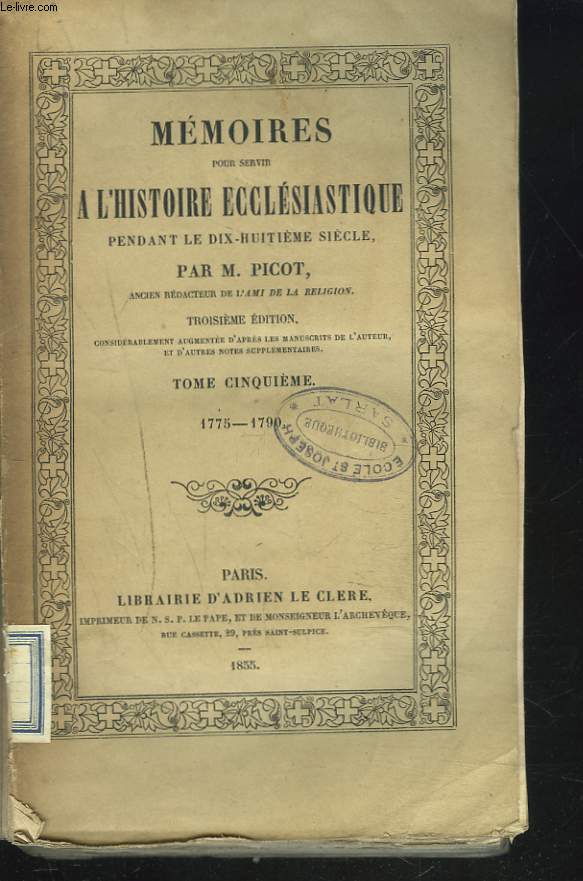 Le-livre.com
MÉMOIRES
POUR SERVIR
A L'HISTOIRE ECCLÉSIASTIQUE
PENDANT LE DIX-HUITIÈME SIÈCLE,
PAR M. PICOT,
ANCIEN RÉDACTEUR DE L'AMI DE LA RELIGION.
TROISIÈME ÉDITION,
CONSIDÉRABLEMENT AUGMENTÉE D'APRÈS LES MANUSCRITS DE L'AUTEUR,
ET D'AUTRES NOTES SUPPLÉMENTAIRES.
TOME CINQUIÈME.
1775—1790.
ECOLE ST JOSEPH
BIBLIOTHEQUE
* SARLAT *
PARIS.
LIBRAIRIE D'ADRIEN LE CLERE,
IMPRIMEUR DE N. S. P. LE PAPE, ET DE MONSEIGNEUR L'ARCHEVÊQUE,
RUE CASSETTE, 29, PRÈS SAINT-SULPICE.
1855.